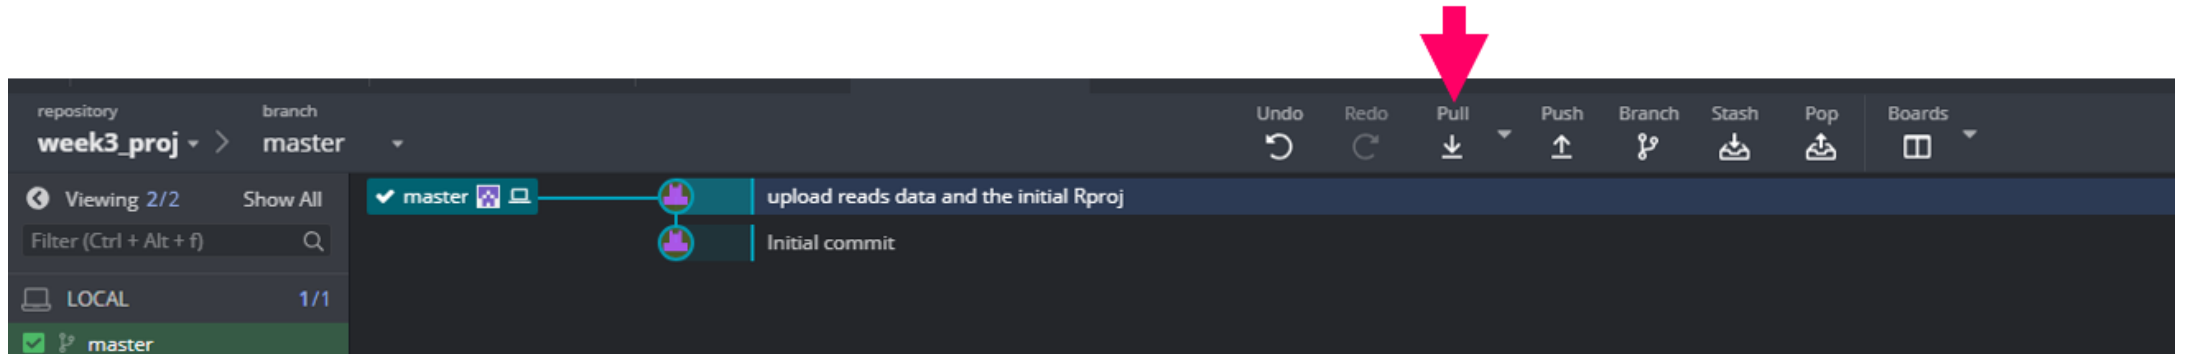 repository branch Undo Redo Pull Push Branch Stash Pop Boards
week3_proj master
Viewing 2/2 Show All master upload reads data and the initial Rproj
Filter (Ctrl + Alt + f) Initial commit
LOCAL 1/1
master